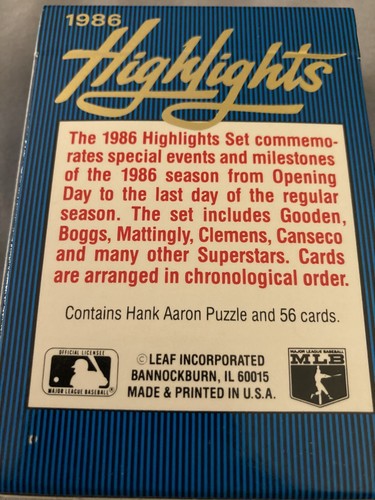 1986
Highlights
The 1986 Highlights Set commemo-
rates special events and milestones
of the 1986 season from Opening
Day to the last day of the regular
season. The set includes Gooden,
Boggs, Mattingly, Clemens, Canseco
and many other Superstars. Cards
are arranged in chronological order.
Contains Hank Aaron Puzzle and 56 cards.
OFFICIAL LICENSEE
MAJOR LEAGUE BASEBALL
© LEAF INCORPORATED
BANNOCKBURN, IL 60015
MADE & PRINTED IN U.S.A.
MAJOR LEAGUE BASEBALL
MLB